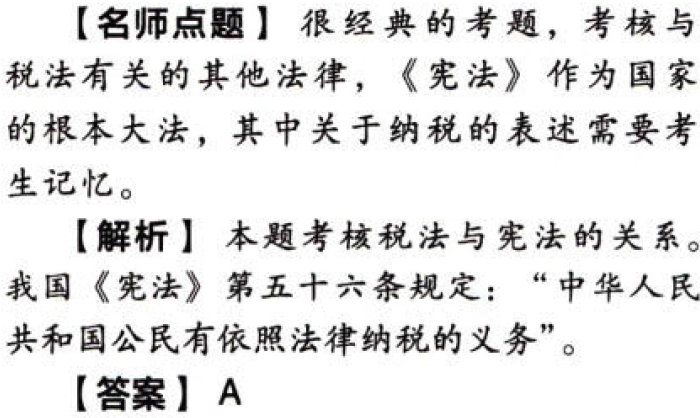 【名师点题】 很经典的考题，考核与
税法有关的其他法律，《宪法》作为国家
的根本大法，其中关于纳税的表述需要考
生记忆。
【解析】 本题考核税法与宪法的关系。
我国《宪法》第五十六条规定：“中华人民
共和国公民有依照法律纳税的义务”。
【答案】 A